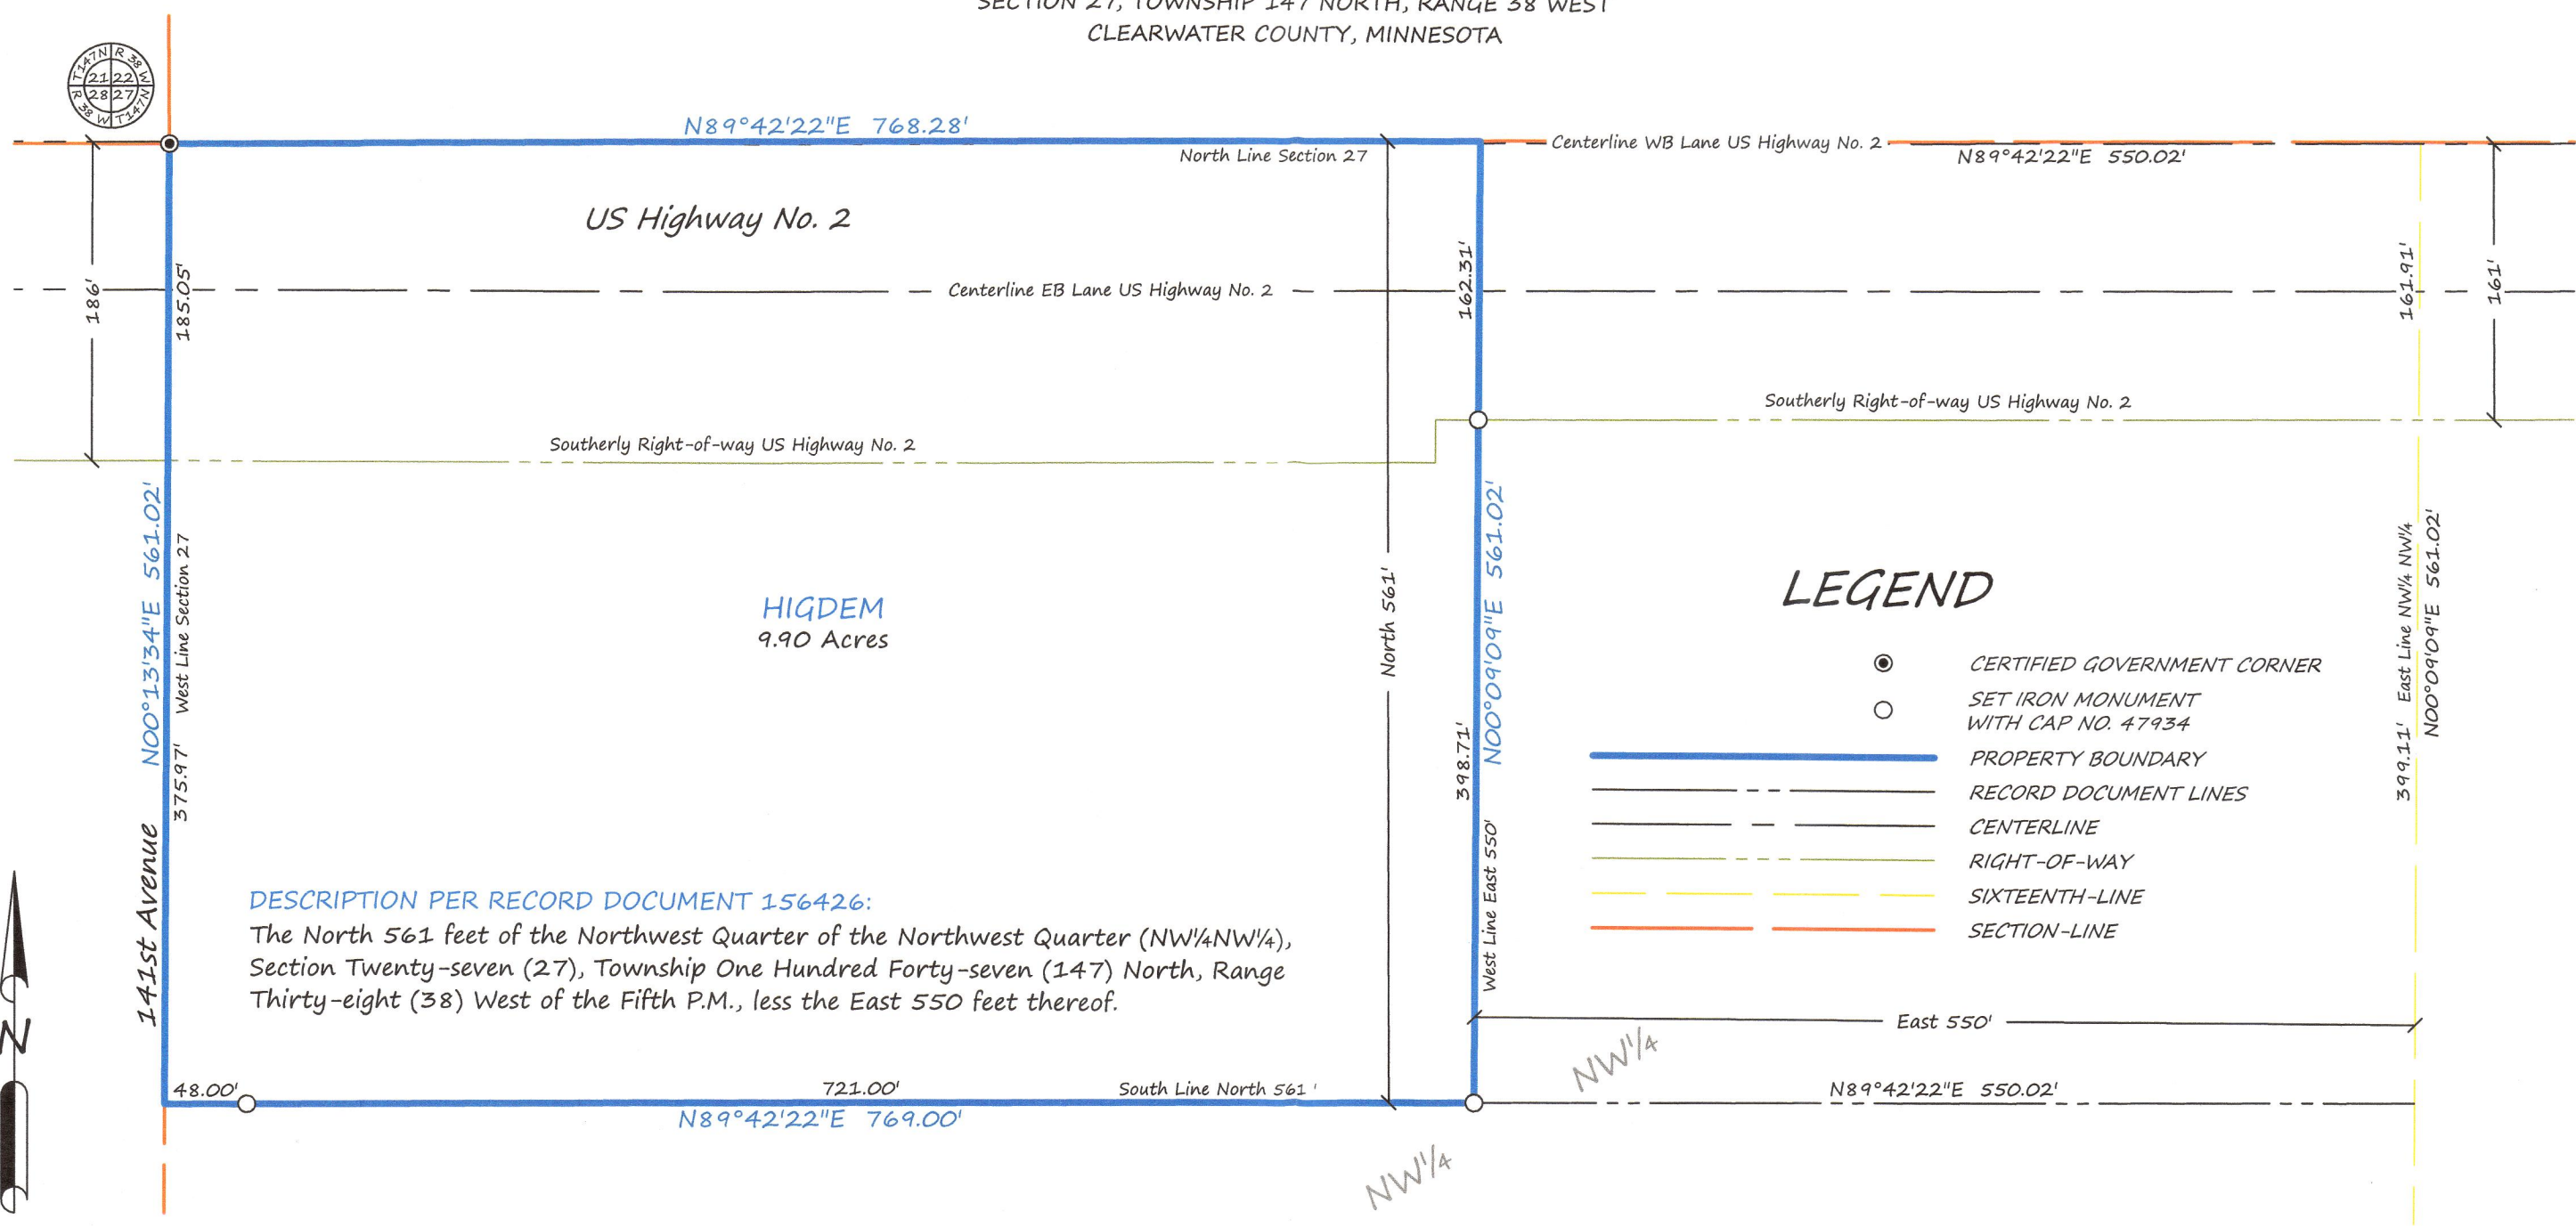 SECTION 27, TOWNSHIP 147 NORTH, RANGE 38 WEST
CLEARWATER COUNTY, MINNESOTA
T147N R 38 W
21 22
28 27
R 38 W T147N
N89°42'22"E 768.28'
North Line Section 27
Centerline WB Lane US Highway No. 2
N89°42'22"E 550.02'
US Highway No. 2
186'
185.05'
Centerline EB Lane US Highway No. 2
162.31'
161.91'
161'
Southerly Right-of-way US Highway No. 2
Southerly Right-of-way US Highway No. 2
N00°13'34"E 561.02'
West Line Section 27
375.97'
141st Avenue
HIGDEM
9.90 Acres
North 561'
N00°09'09"E 561.02'
398.71'
West Line East 550'
LEGEND
CERTIFIED GOVERNMENT CORNER
SET IRON MONUMENT
WITH CAP NO. 47934
PROPERTY BOUNDARY
RECORD DOCUMENT LINES
CENTERLINE
RIGHT-OF-WAY
SIXTEENTH-LINE
SECTION-LINE
399.11' East Line NW¼ NW¼
N00°09'09"E 561.02'
DESCRIPTION PER RECORD DOCUMENT 156426:
The North 561 feet of the Northwest Quarter of the Northwest Quarter (NW¼NW¼),
Section Twenty-seven (27), Township One Hundred Forty-seven (147) North, Range
Thirty-eight (38) West of the Fifth P.M., less the East 550 feet thereof.
East 550'
NW¼
N
48.00'
721.00'
South Line North 561 '
N89°42'22"E 550.02'
N89°42'22"E 769.00'
NW¼